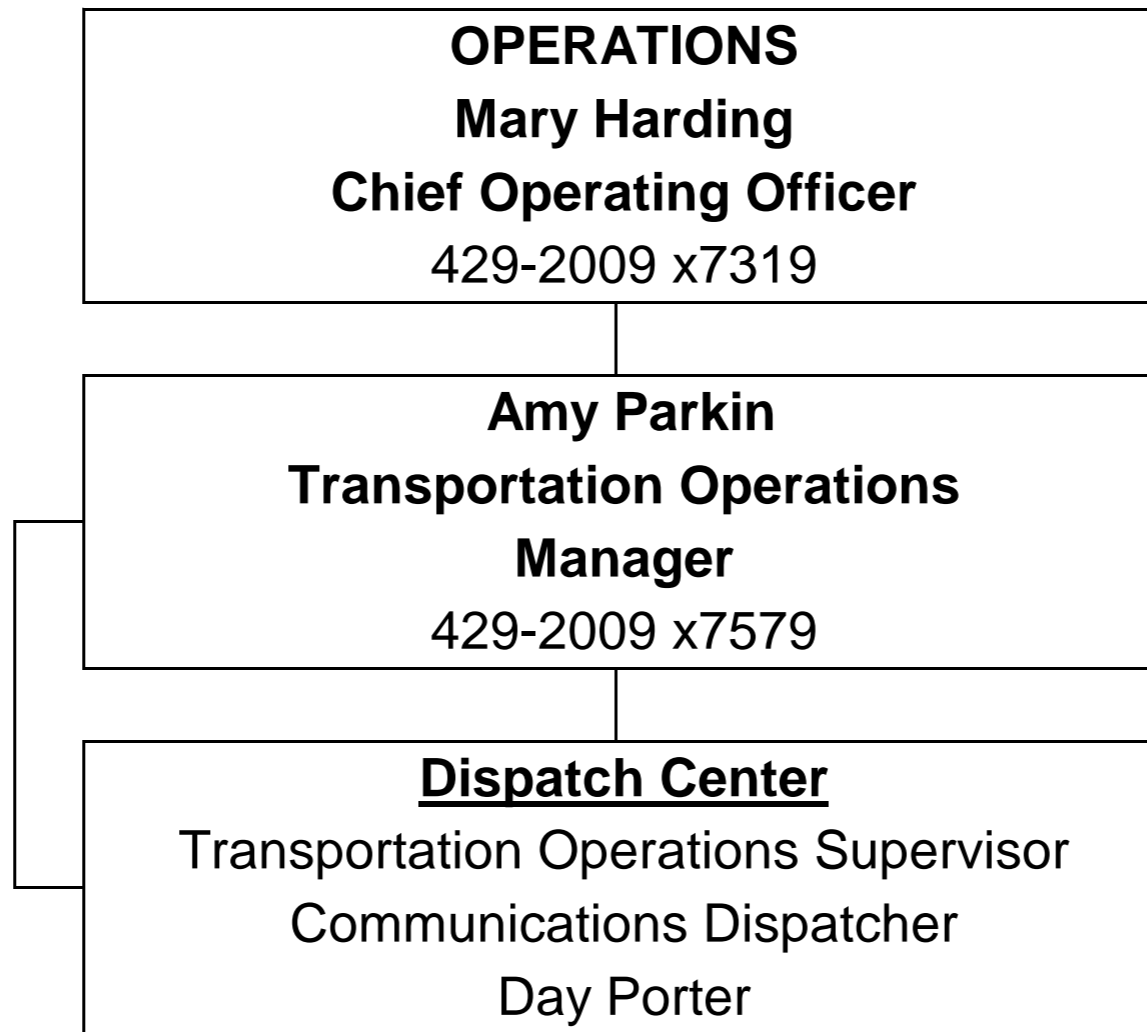 OPERATIONS
Mary Harding
Chief Operating Officer
429-2009 x7319
Amy Parkin
Transportation Operations
Manager
429-2009 x7579
Dispatch Center
Transportation Operations Supervisor
Communications Dispatcher
Day Porter